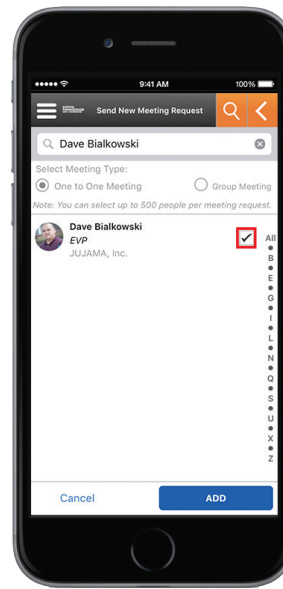 9:41 AM
100%
Send New Meeting Request
Dave Bialkowski
Select Meeting Type:
One to One Meeting
Group Meeting
Note: You can select up to 500 people per meeting request.
Dave Bialkowski
EVP
JUJAMA, Inc.
All
B
E
G
I
L
N
Q
S
U
X
Z
Cancel
ADD